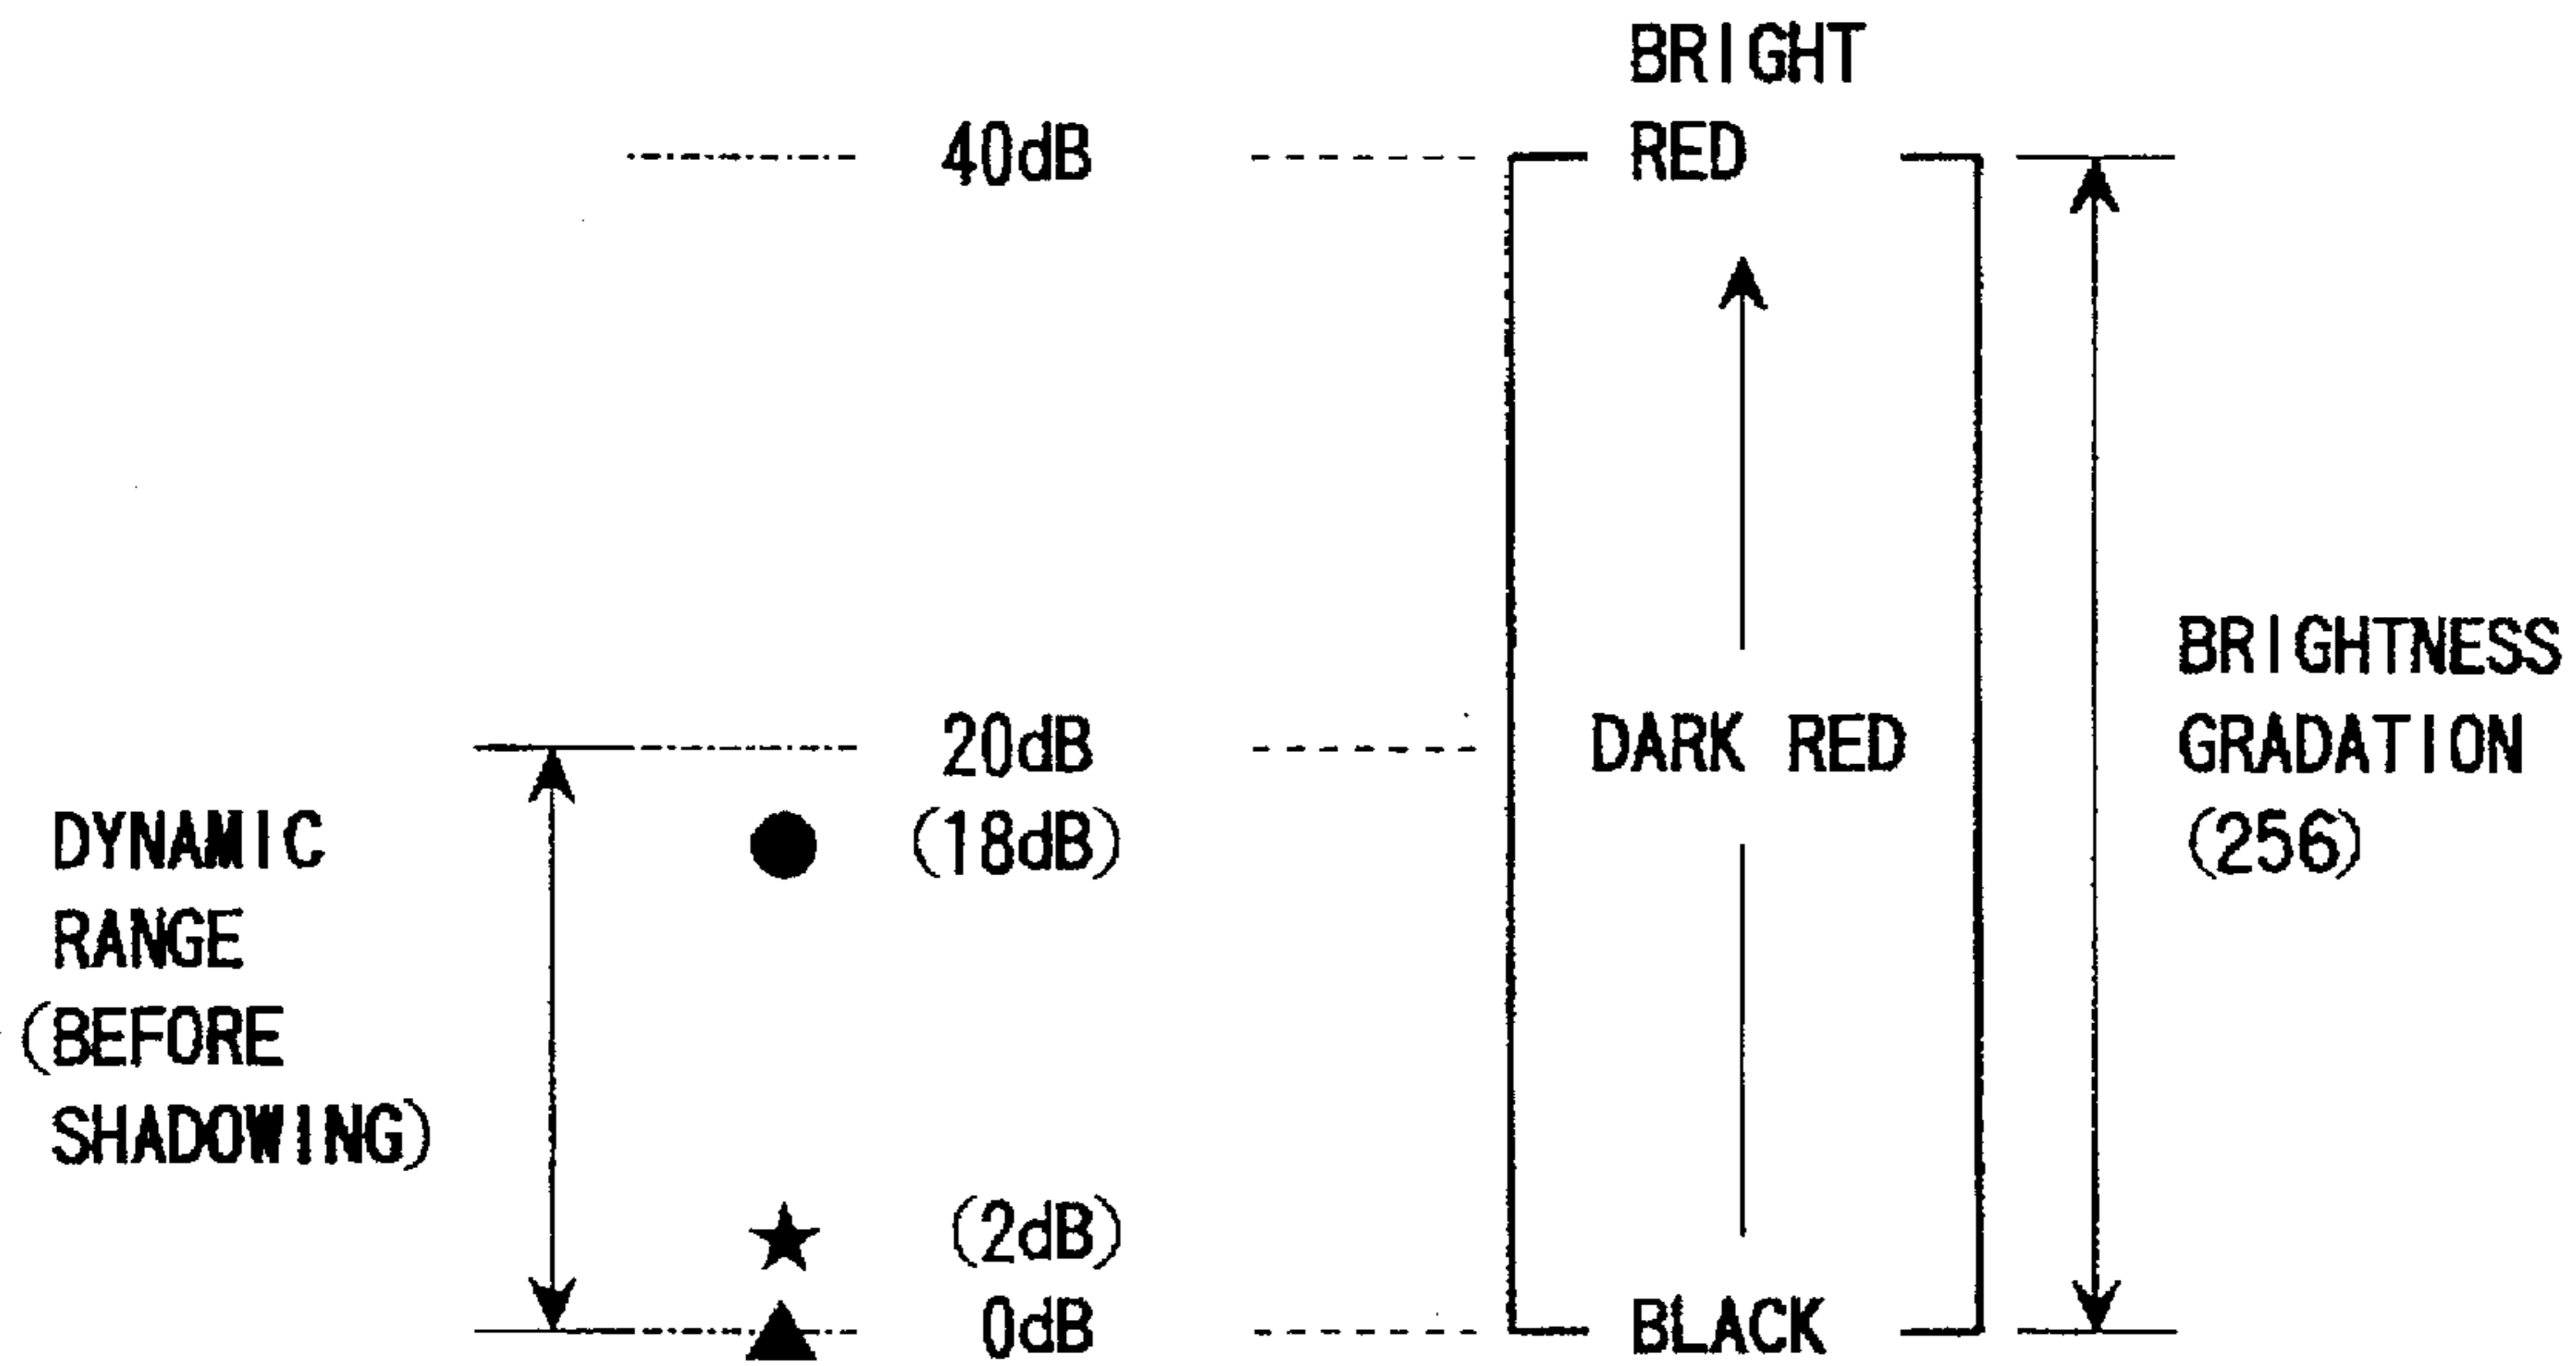 BRIGHT
RED
40dB
20dB
(18dB)
(2dB)
0dB
DYNAMIC
RANGE
(BEFORE
SHADOWING)
DARK RED
BLACK
BRIGHTNESS
GRADATION
(256)